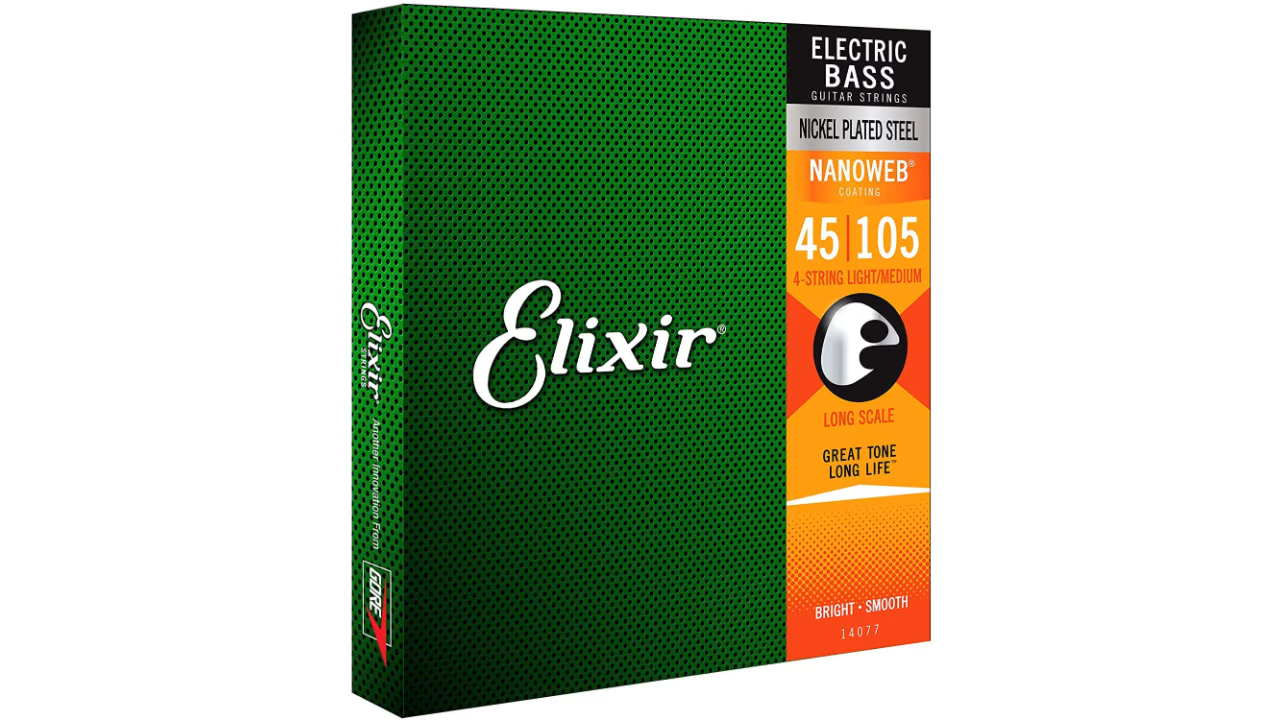 Elixir®
ELECTRIC
BASS
GUITAR STRINGS
NICKEL PLATED STEEL
NANOWEB®
COATING
45|105
4-STRING LIGHT/MEDIUM
LONG SCALE
GREAT TONE
LONG LIFE™
BRIGHT • SMOOTH
14077
Elixir
STRINGS
Another Innovation From
GORE